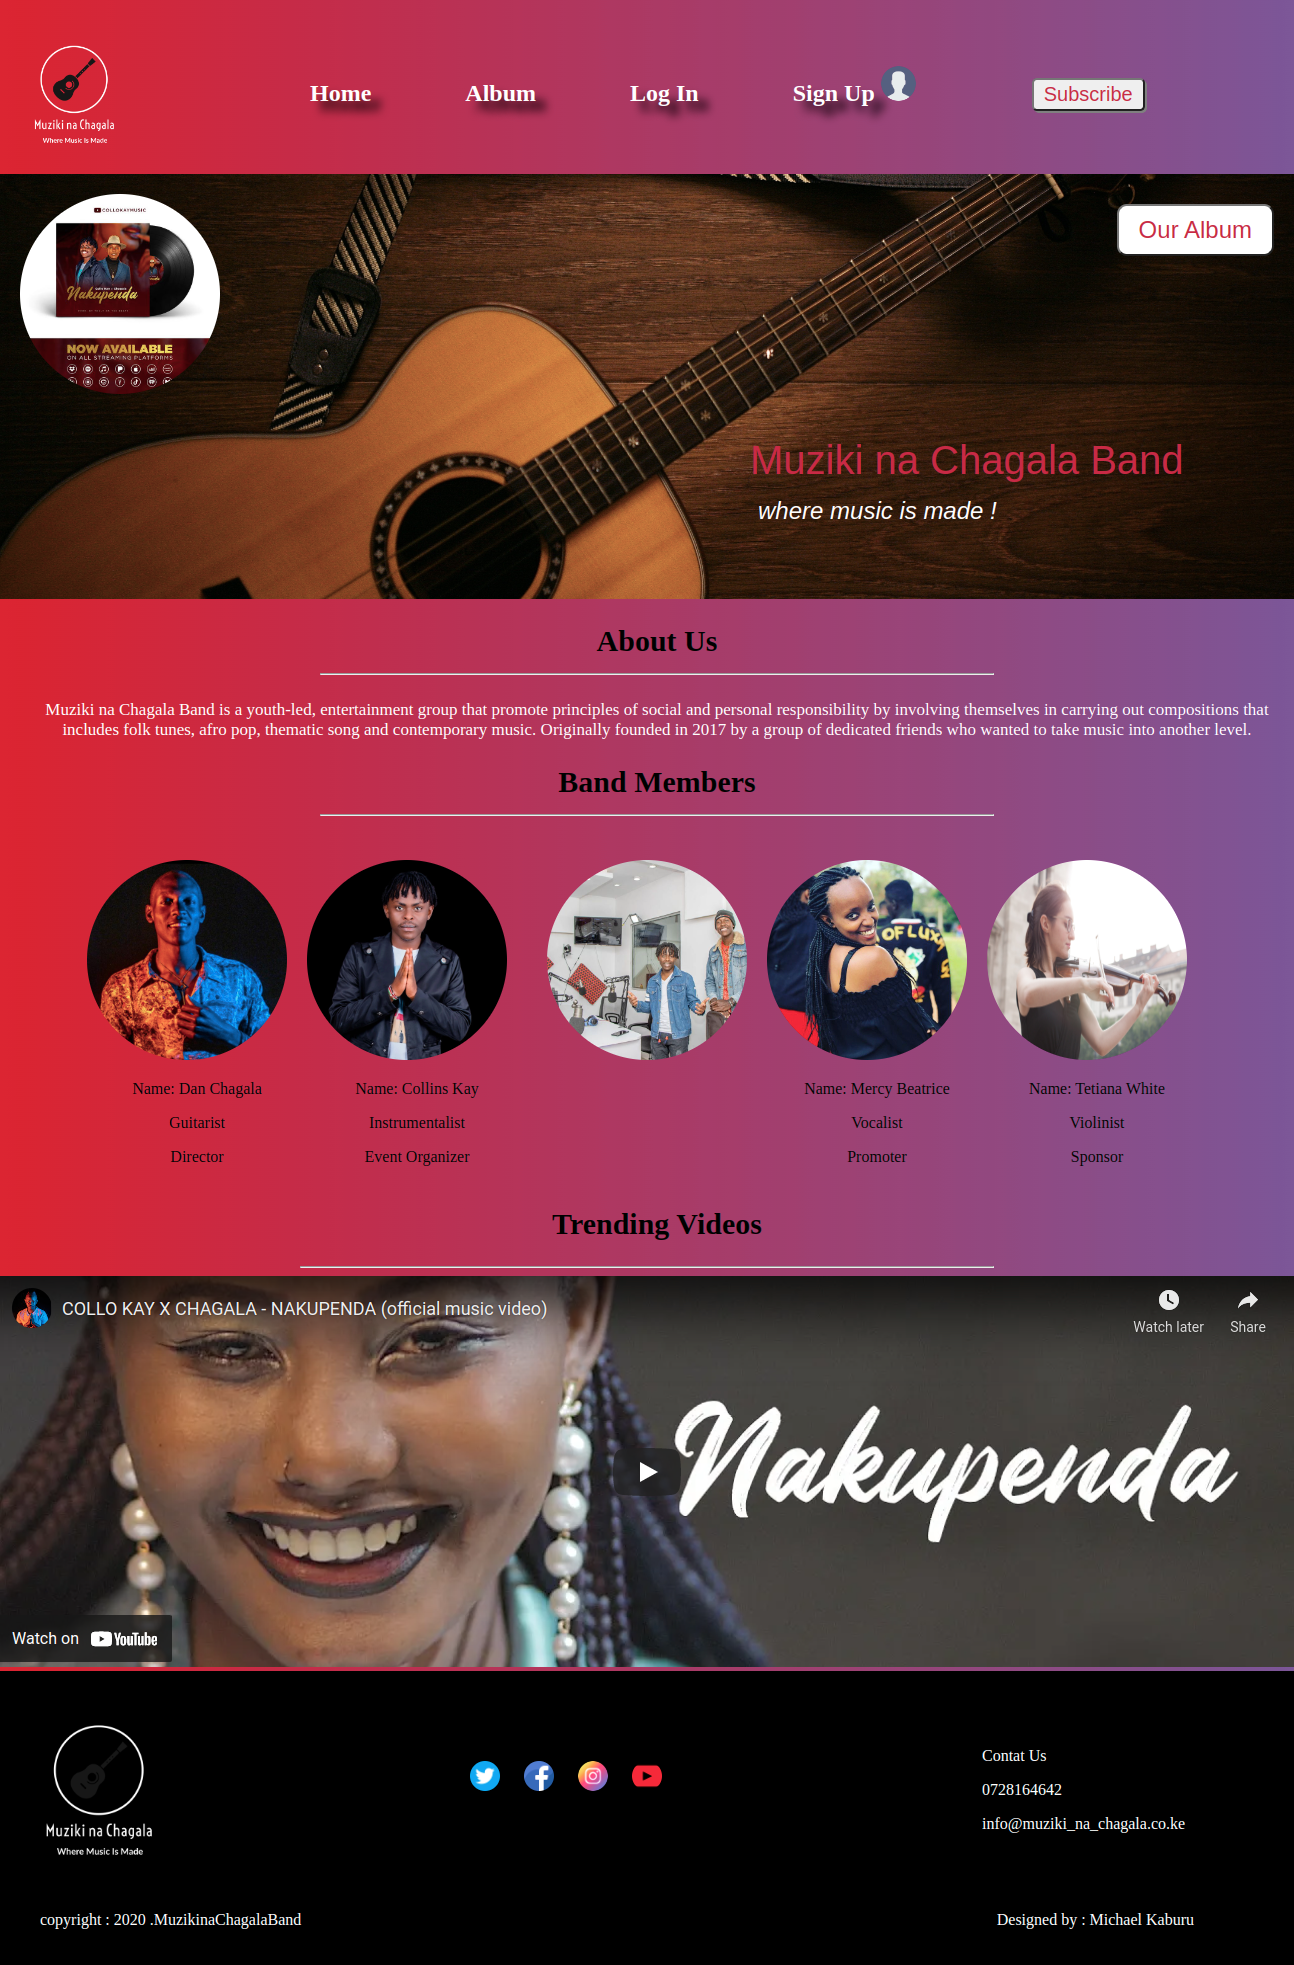 Muziki na Chagala
Where Music Is Made
Home
Album
Log In
Sign Up
Subscribe
COLLOKAYMUSIC
Nakupenda
NOW AVAILABLE
ON ALL STREAMING PLATFORMS
Our Album
Muziki na Chagala Band
where music is made !
About Us
Muziki na Chagala Band is a youth-led, entertainment group that promote principles of social and personal responsibility by involving themselves in carrying out compositions that
includes folk tunes, afro pop, thematic song and contemporary music. Originally founded in 2017 by a group of dedicated friends who wanted to take music into another level.
Band Members
OF LUX
Name: Dan Chagala
Guitarist
Director
Name: Collins Kay
Instrumentalist
Event Organizer
Name: Mercy Beatrice
Vocalist
Promoter
Name: Tetiana White
Violinist
Sponsor
Trending Videos
COLLO KAY X CHAGALA - NAKUPENDA (official music video)
Watch later
Share
Nakupenda
Watch on YouTube
Muziki na Chagala
Where Music Is Made
Contat Us
0728164642
info@muziki_na_chagala.co.ke
copyright : 2020 .MuzikinaChagalaBand
Designed by : Michael Kaburu